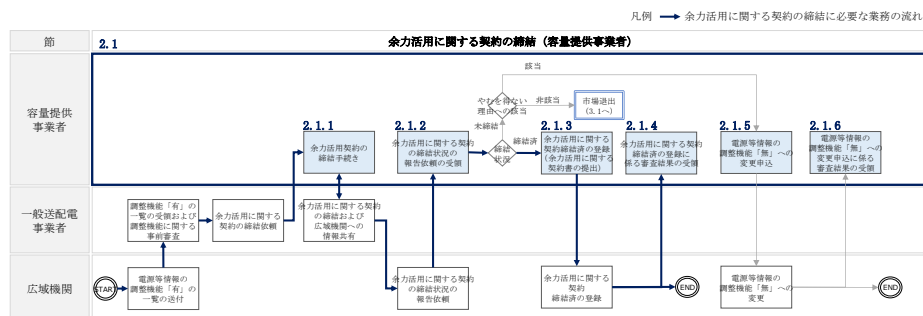 凡例 余力活用に関する契約の締結に必要な業務の流れ
節
2.1
余力活用に関する契約の締結（容量提供事業者）
容量提供
事業者
該当
やむを得ない
理由への該当
非該当
市場退出
(3.1へ)
未締結
2.1.1
余力活用契約の
締結手続き
2.1.2
余力活用に関する契約
の締結状況の
報告依頼の受領
締結
状況
締結済
2.1.3
余力活用に関する
契約締結済の登録
(余力活用に関する
契約書の提出)
2.1.4
余力活用に関する契約
締結済の登録に
係る審査結果の受領
2.1.5
電源等情報の
調整機能「無」への
変更申込
2.1.6
電源等情報の
調整機能「無」への
変更申込に係る
審査結果の受領
一般送配電
事業者
調整機能「有」の
一覧の受領および
調整機能に関する
事前審査
余力活用に関する
契約の締結依頼
余力活用に関する契約
の締結および
広域機関への
情報共有
広域機関
START
電源等情報の
調整機能「有」の
一覧の送付
余力活用に関する契約
の締結状況の
報告依頼
余力活用に関する
契約
締結済の登録
END
電源等情報の
調整機能「無」への
変更
END